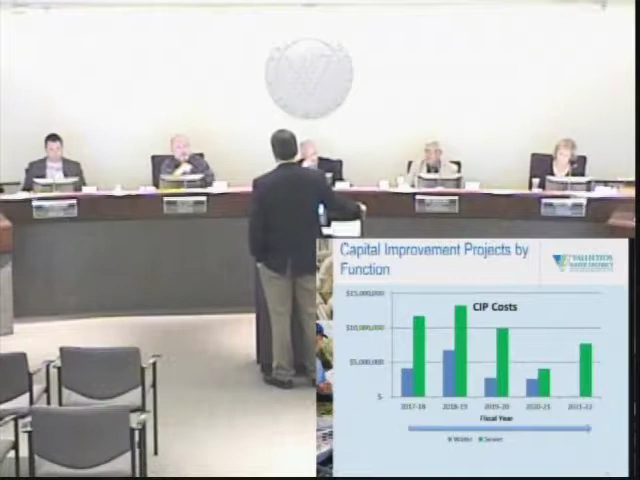 Capital Improvement Projects by
Function
VALLECITOS
WATER DISTRICT
CIP Costs
$15,000,000
$10,000,000
$5,000,000
$-
2017-18 2018-19 2019-20 2020-21 2021-22
Fiscal Year
Water Sewer